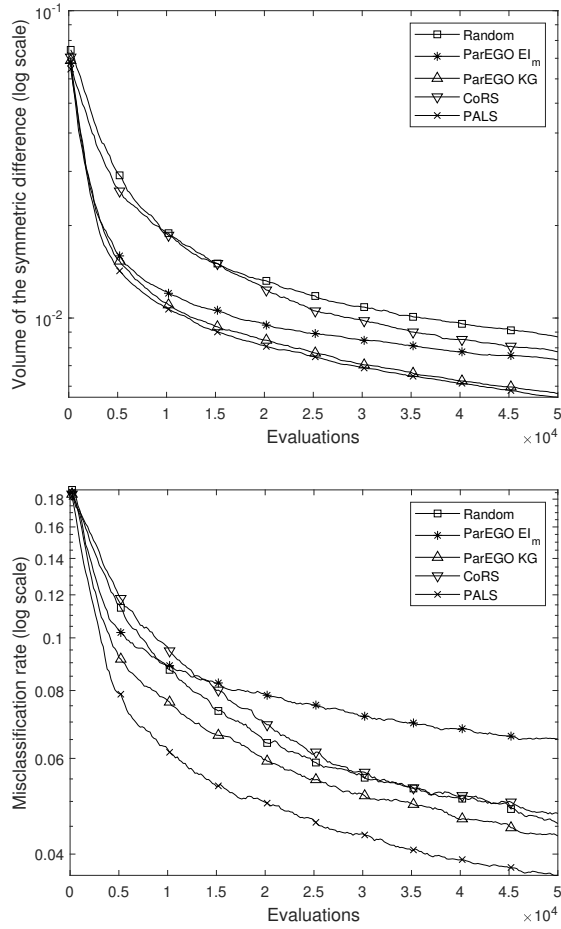 Volume of the symmetric difference (log scale)
10^-1
10^-2
0 0.5 1 1.5 2 2.5 3 3.5 4 4.5 5
Evaluations
×10^4
Random
ParEGO EI_m
ParEGO KG
CoRS
PALS
Misclassification rate (log scale)
0.18
0.16
0.14
0.12
0.1
0.08
0.06
0.04
0 0.5 1 1.5 2 2.5 3 3.5 4 4.5 5
Evaluations
×10^4
Random
ParEGO EI_m
ParEGO KG
CoRS
PALS